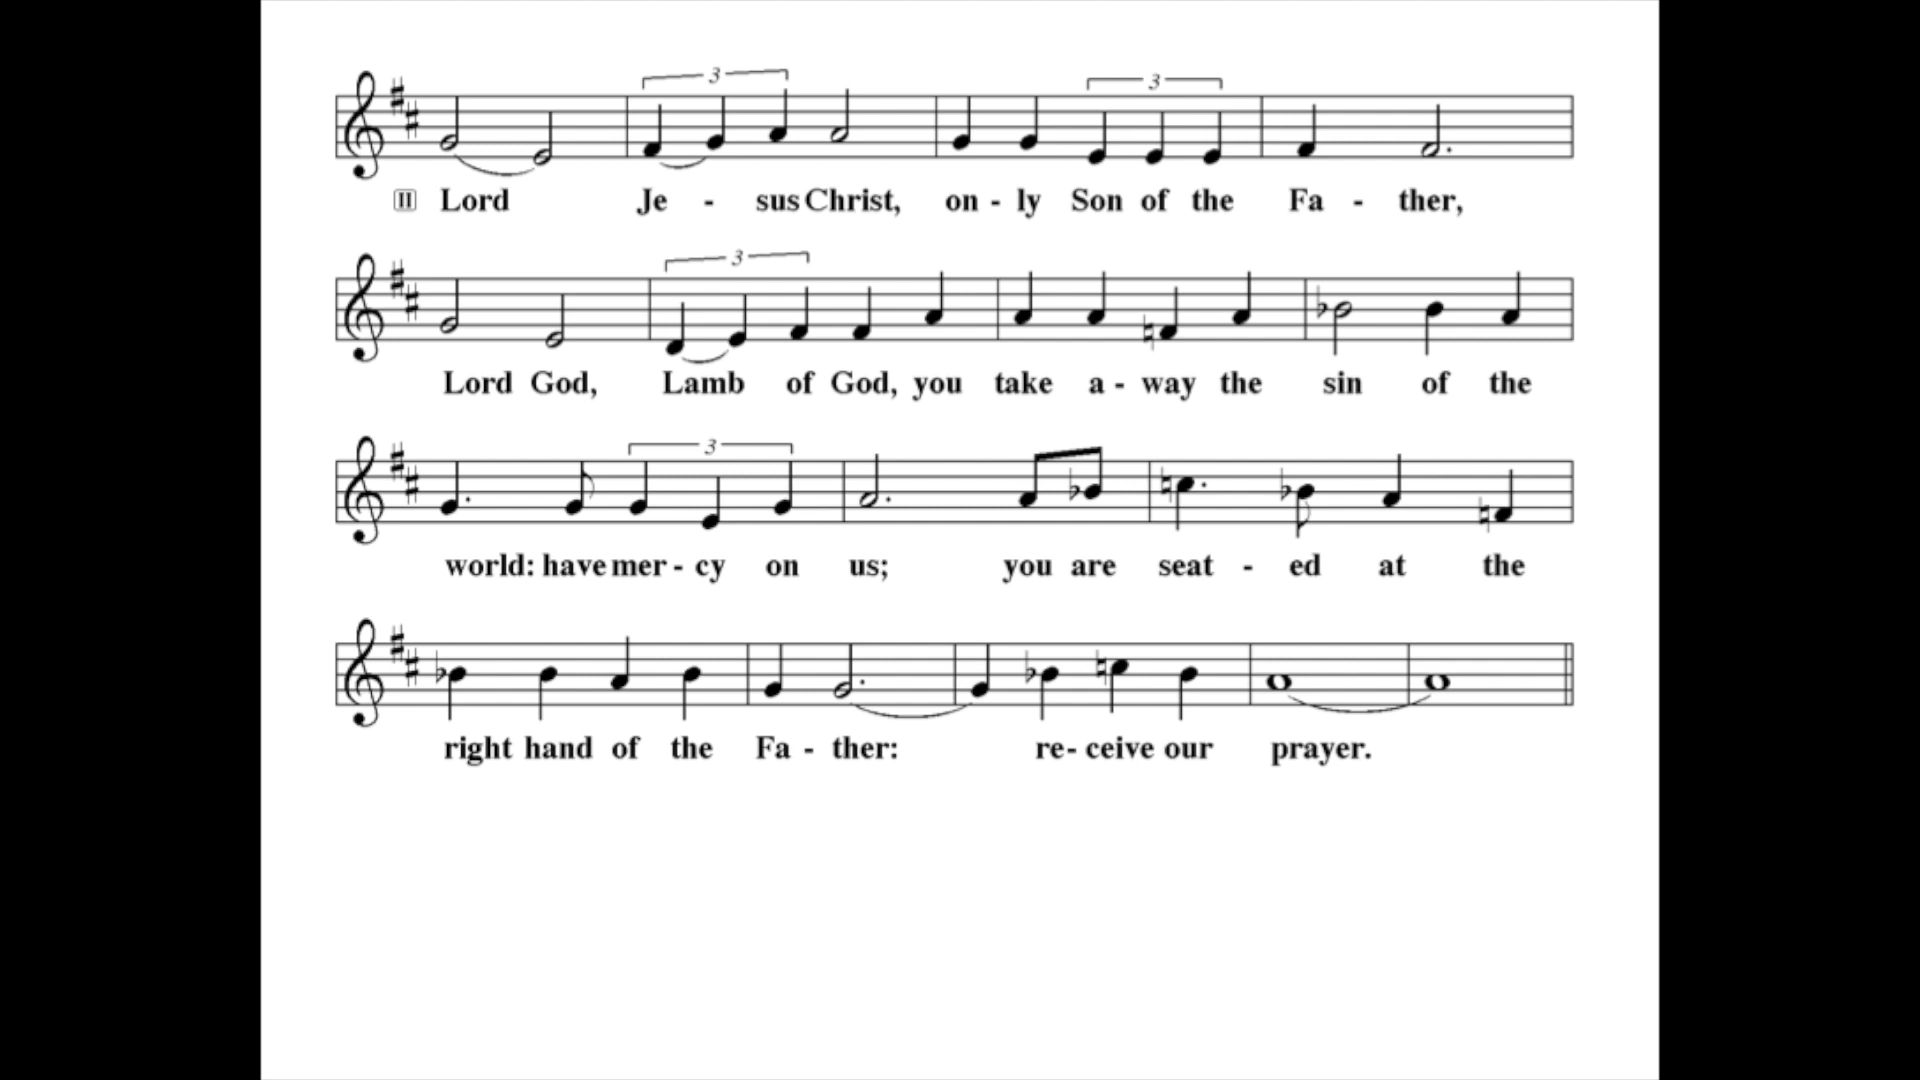 3 3
II Lord Je - sus Christ, on - ly Son of the Fa - ther,
3
Lord God, Lamb of God, you take a - way the sin of the
3
world: have mer - cy on us; you are seat - ed at the
right hand of the Fa - ther: re - ceive our prayer.